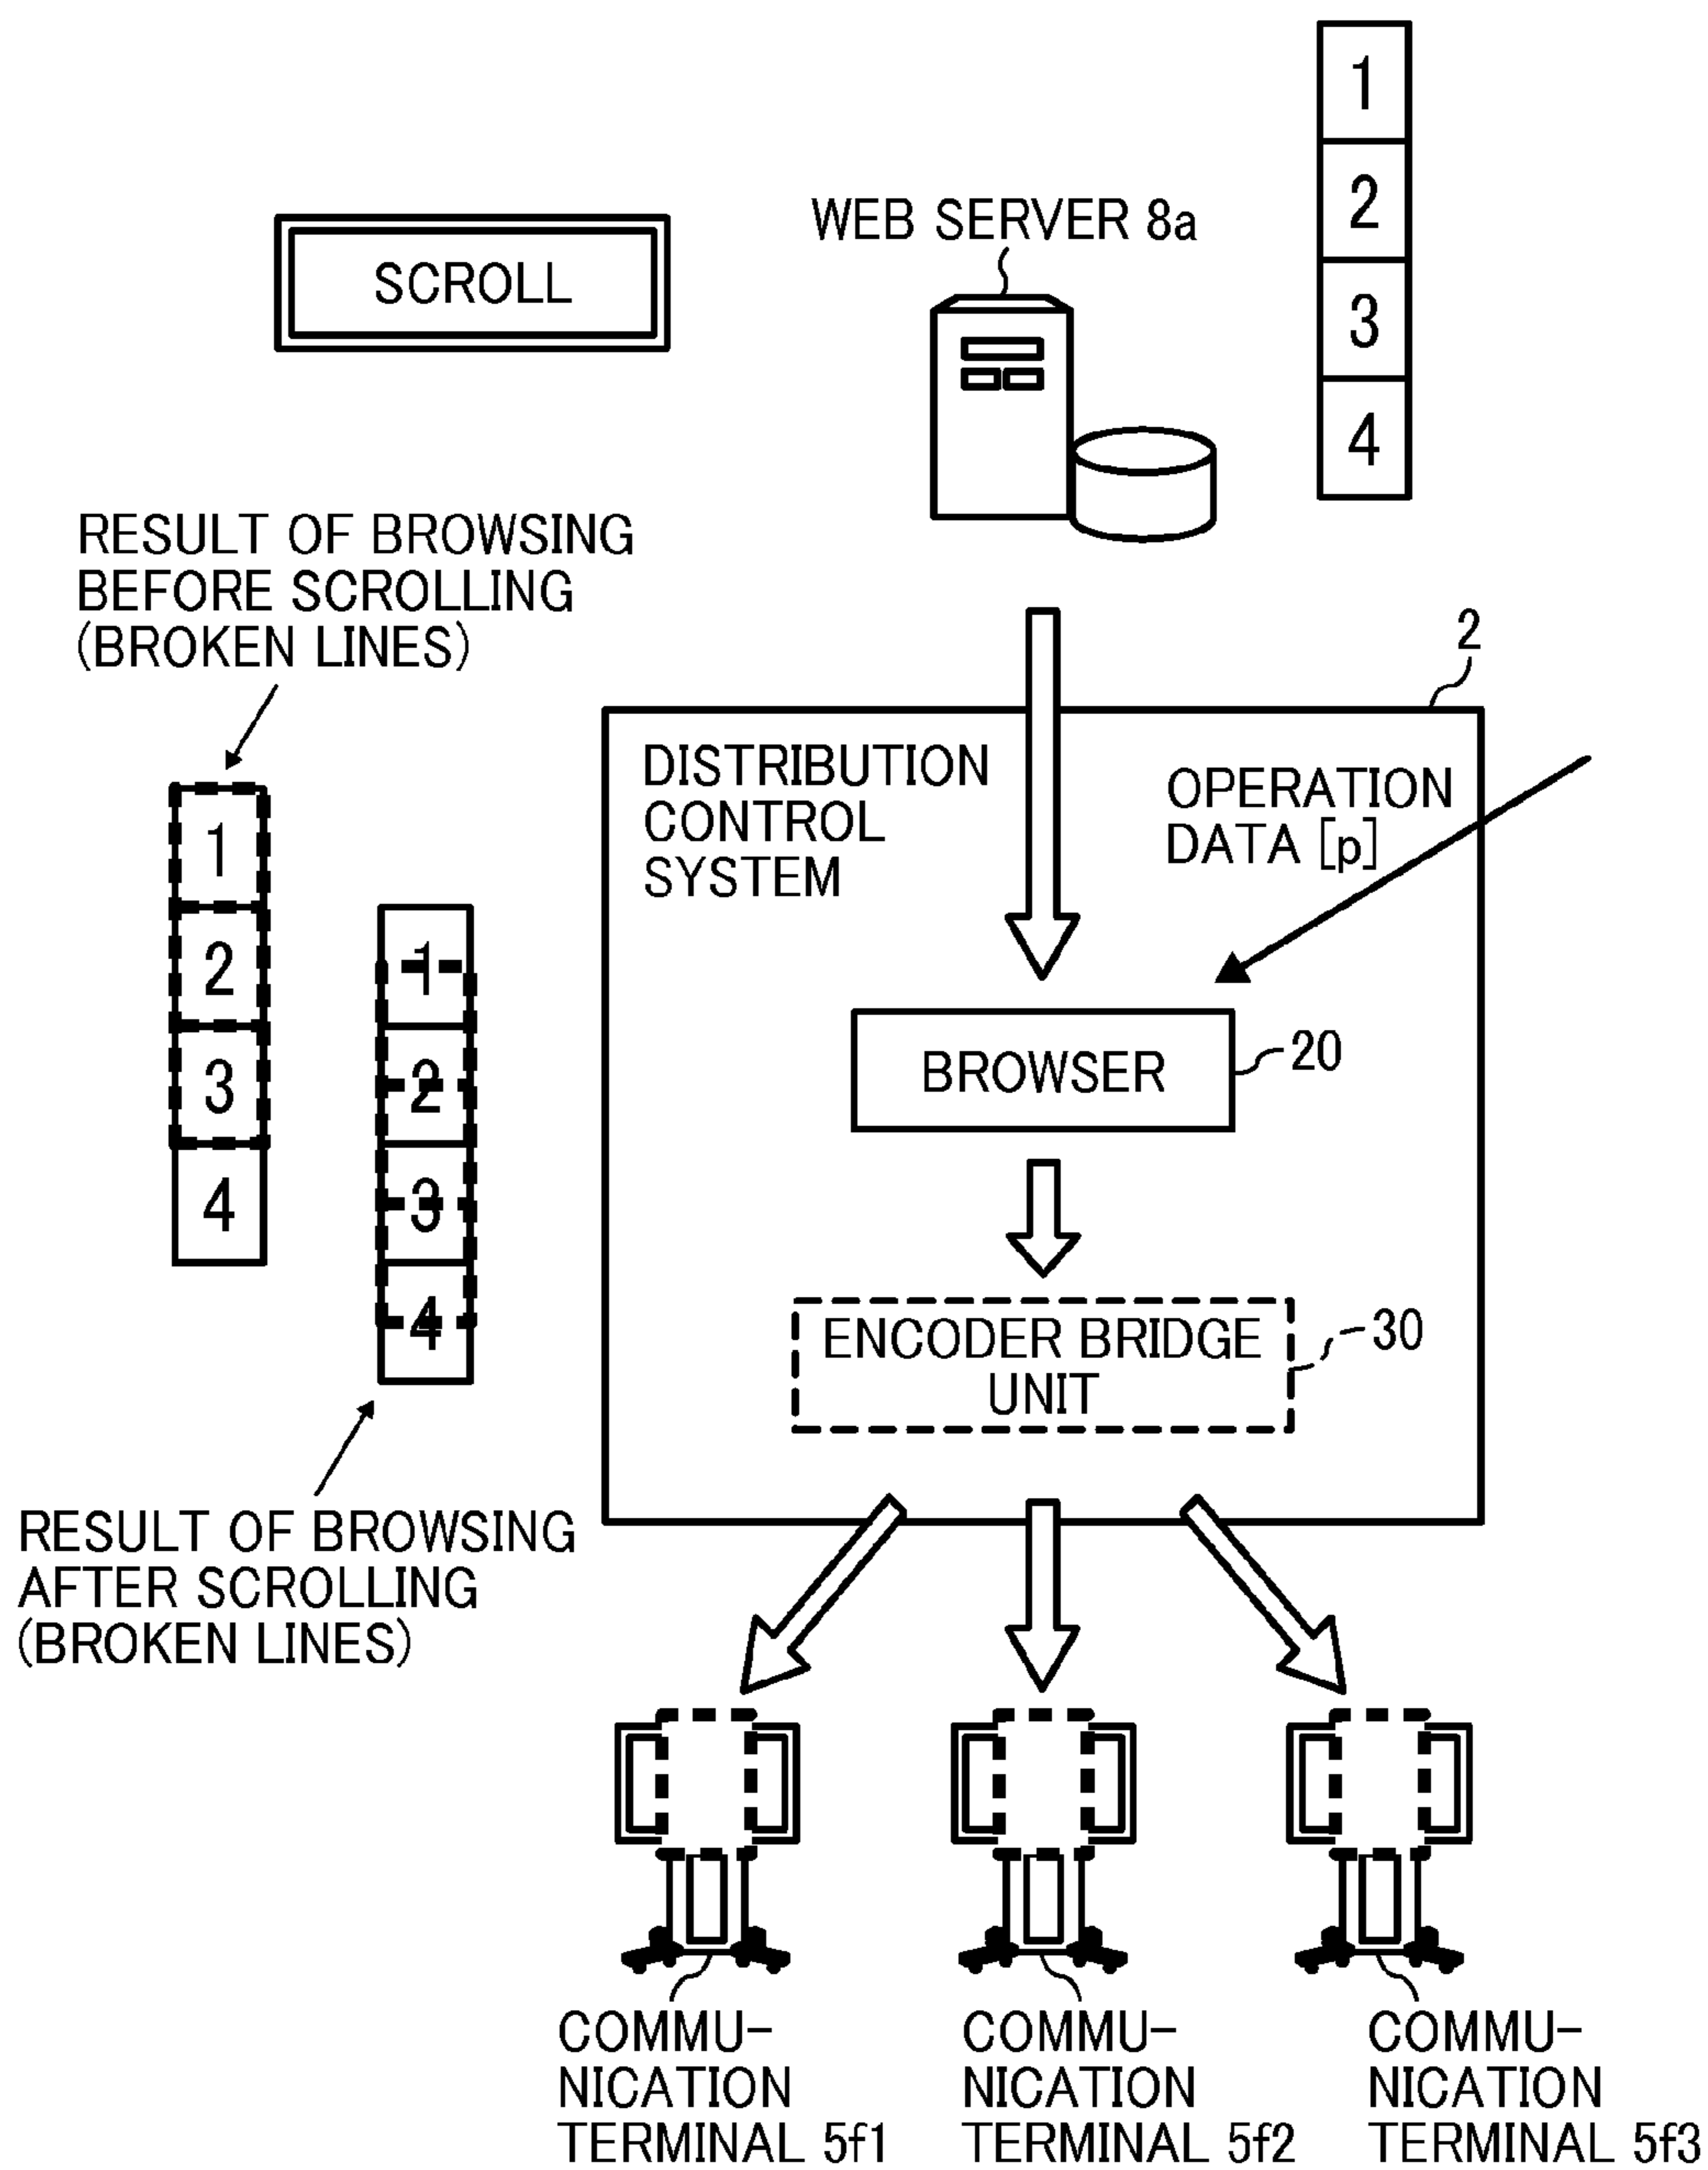 1
2
3
4
WEB SERVER 8a
SCROLL
RESULT OF BROWSING
BEFORE SCROLLING
(BROKEN LINES)
2
DISTRIBUTION
CONTROL
SYSTEM
OPERATION
DATA [p]
1
2
3
4
1
2
3
4
BROWSER
20
ENCODER BRIDGE
UNIT
30
RESULT OF BROWSING
AFTER SCROLLING
(BROKEN LINES)
COMMU-
NICATION
TERMINAL 5f1
COMMU-
NICATION
TERMINAL 5f2
COMMU-
NICATION
TERMINAL 5f3